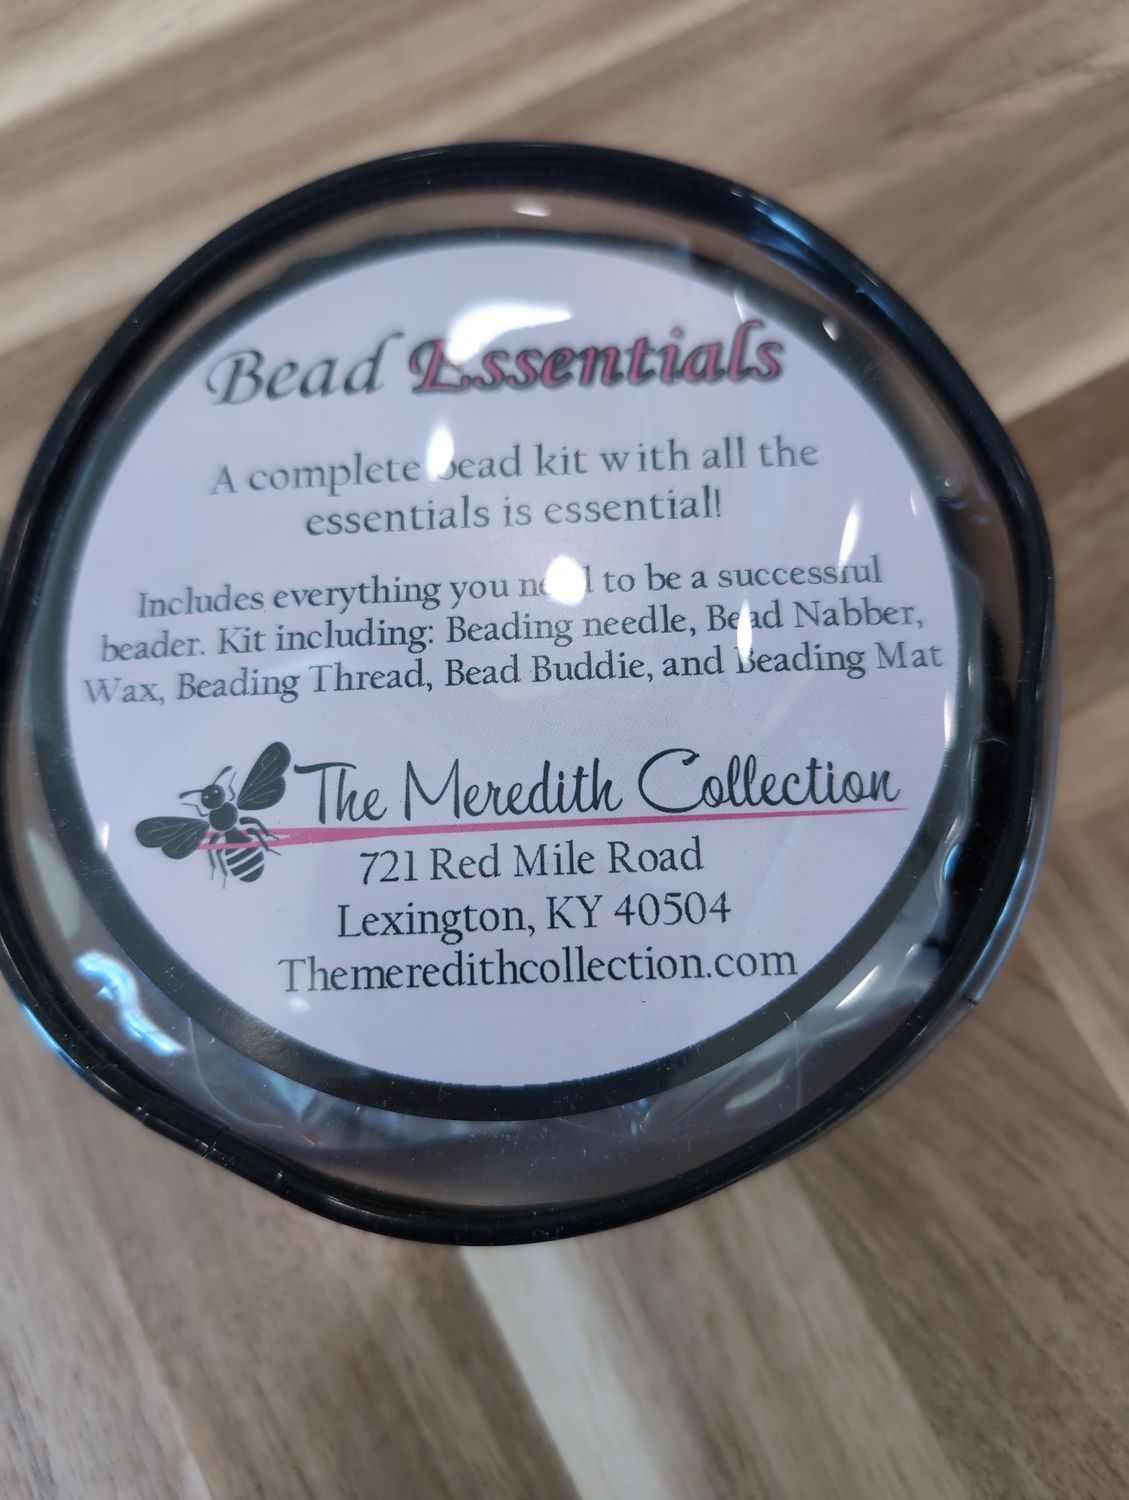 Bead Essentials
A complete bead kit with all the
essentials is essential!
Includes everything you need to be a successful
beader. Kit including: Beading needle, Bead Nabber,
Wax, Beading Thread, Bead Buddie, and Beading Mat
The Meredith Collection
721 Red Mile Road
Lexington, KY 40504
Themeredithcollection.com